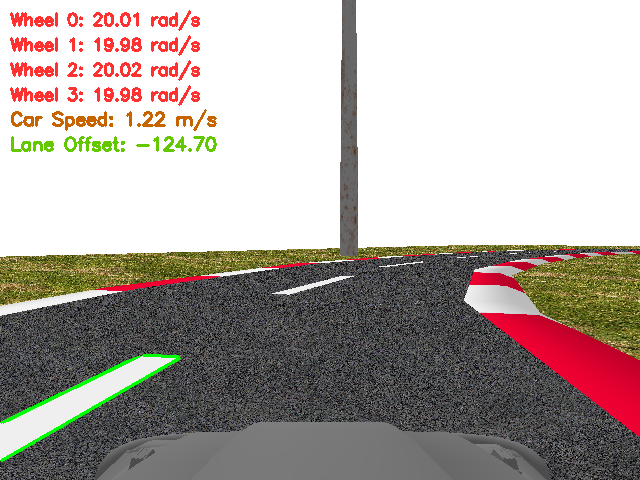 Wheel 0: 20.01 rad/s
Wheel 1: 19.98 rad/s
Wheel 2: 20.02 rad/s
Wheel 3: 19.98 rad/s
Car Speed: 1.22 m/s
Lane Offset: -124.70